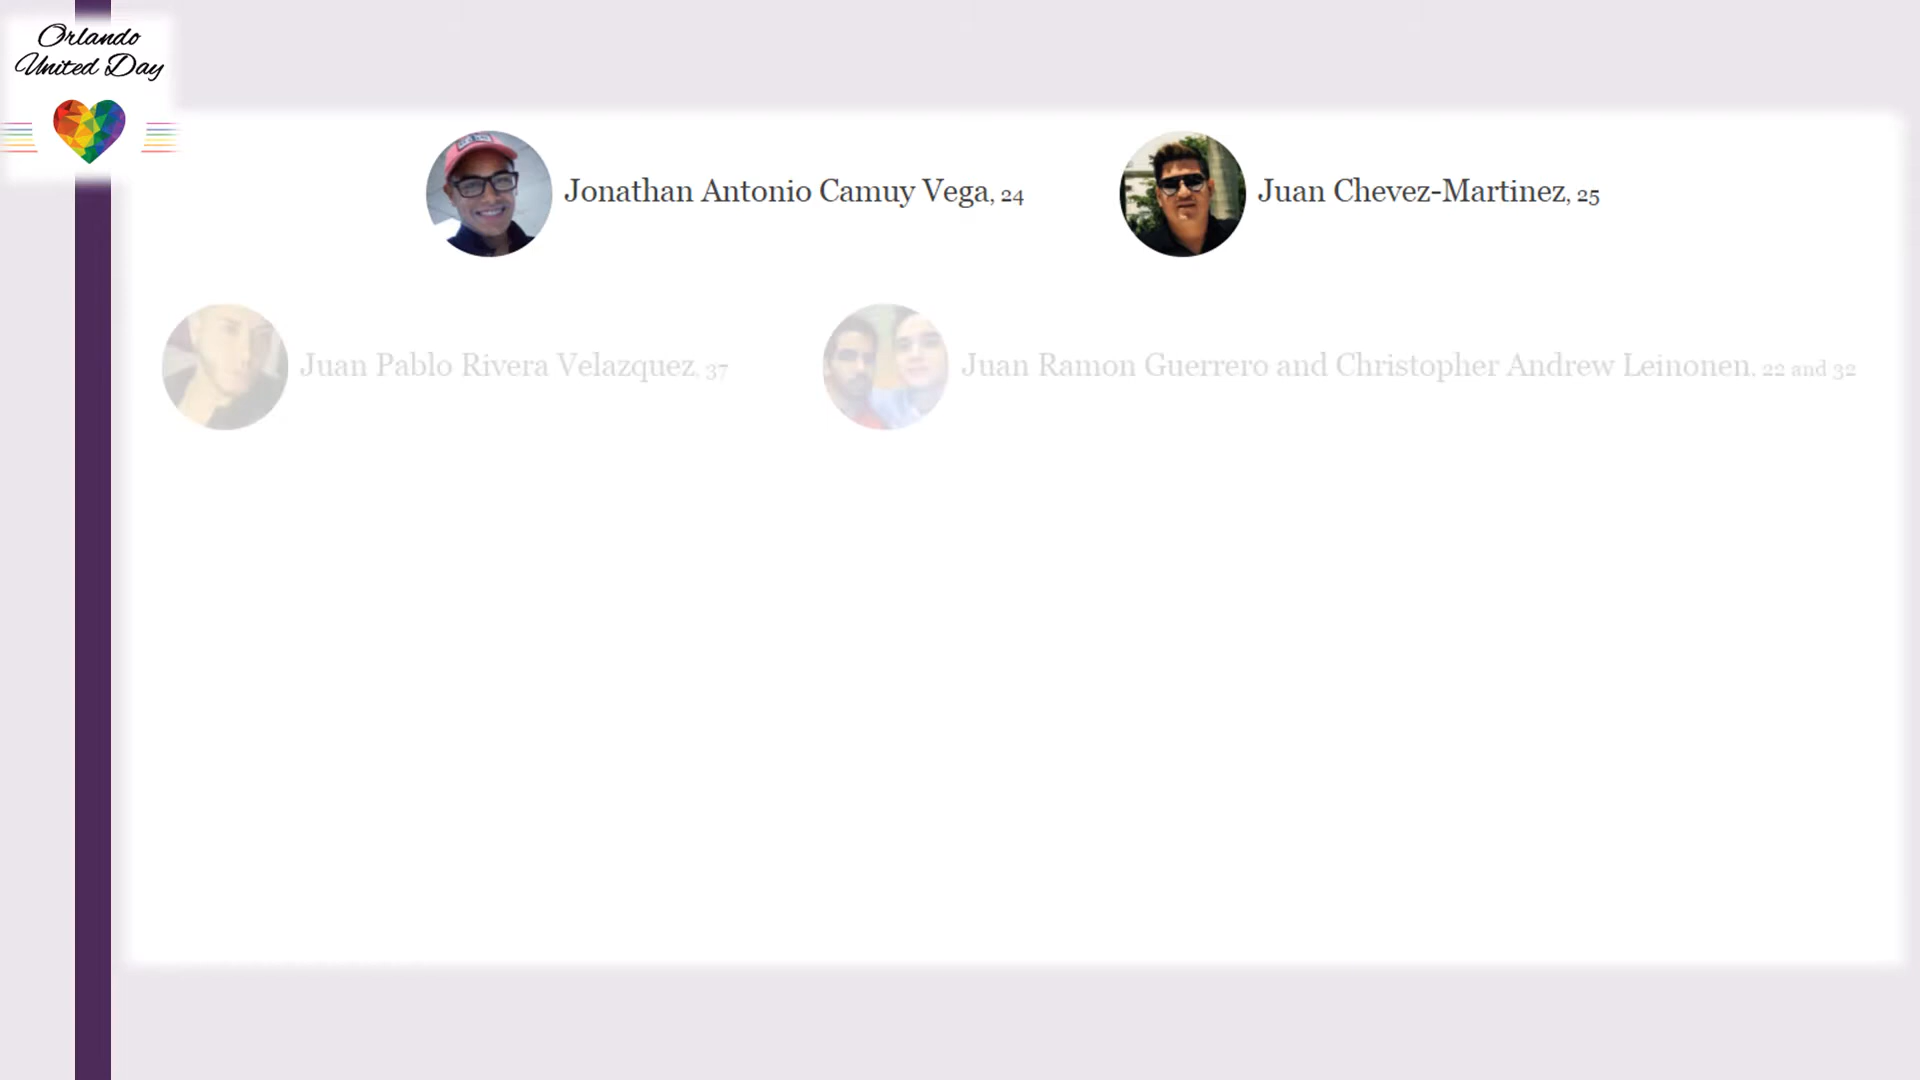 Orlando
United Day
Jonathan Antonio Camuy Vega, 24
Juan Chevez-Martinez, 25
Juan Pablo Rivera Velazquez, 37
Juan Ramon Guerrero and Christopher Andrew Leinonen, 22 and 32